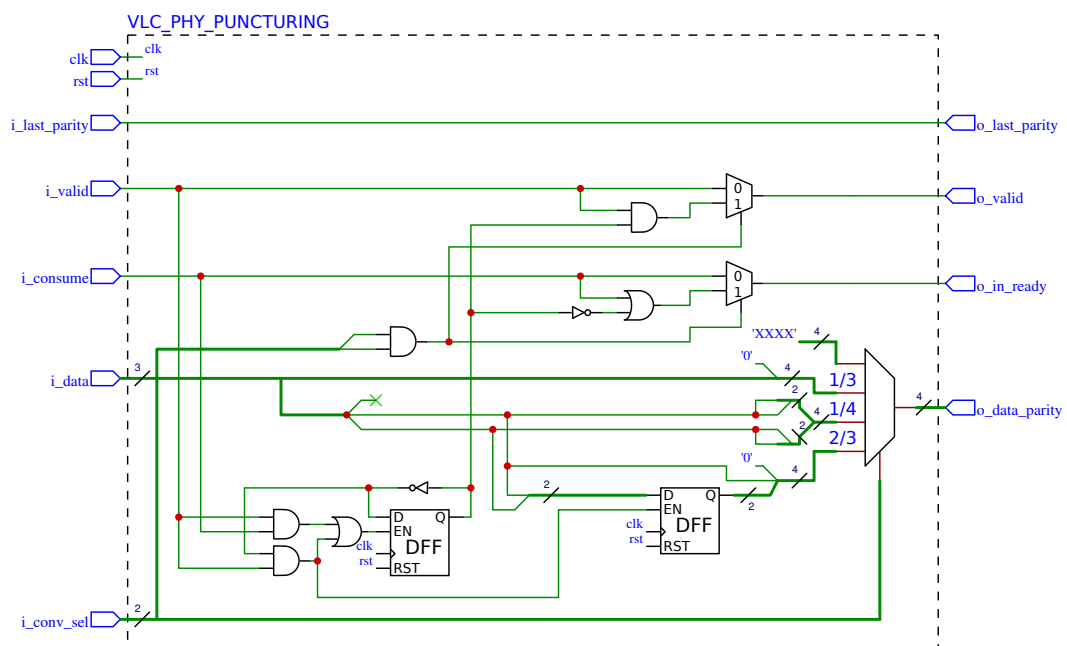 VLC_PHY_PUNCTURING
clk
clk
rst
rst
i_last_parity
o_last_parity
i_valid
0
1
o_valid
i_consume
0
1
o_in_ready
'XXXX'
4
'0'
i_data
3
4
1/3
2
1/4
4
4
o_data_parity
2
2/3
'0'
4
2
D
Q
EN
2
clk
DFF
rst
RST
D
Q
EN
clk
DFF
rst
RST
i_conv_sel
2